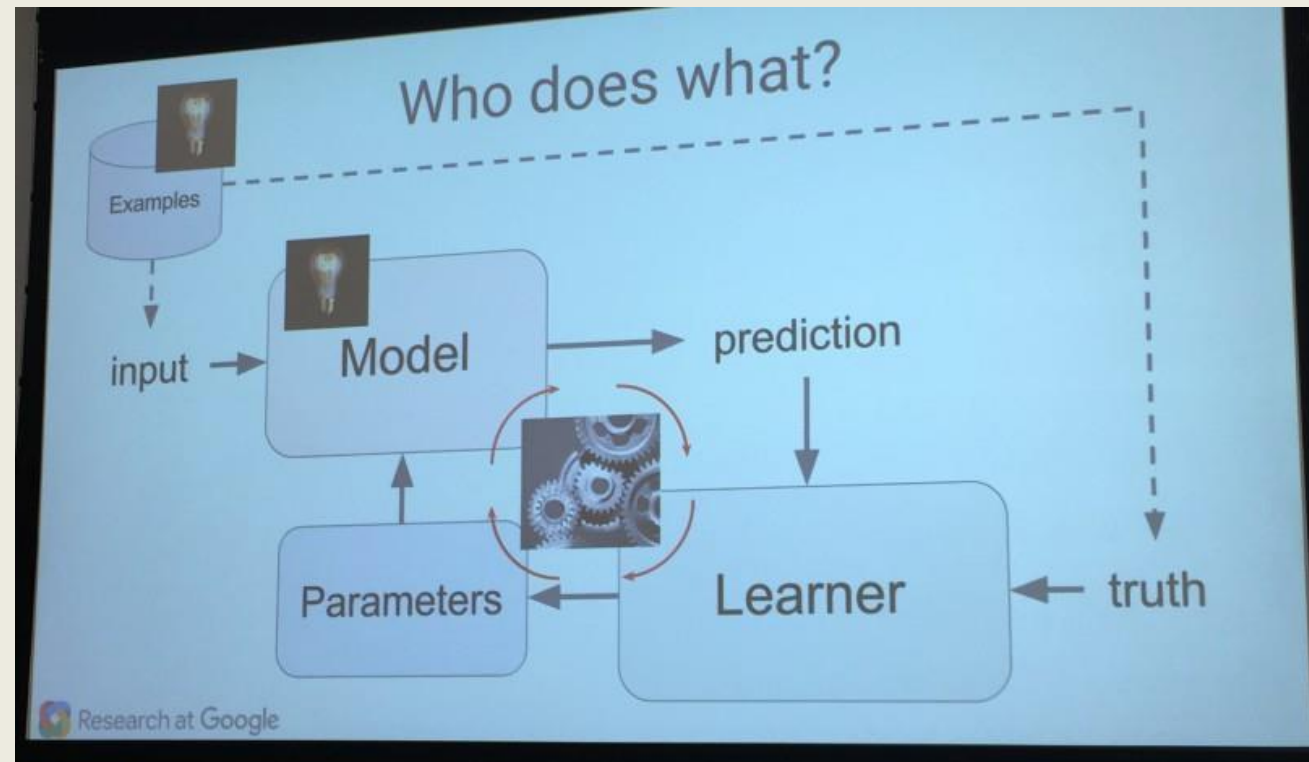 Who does what?
Examples
input
Model
prediction
Parameters
Learner
truth
Research at Google